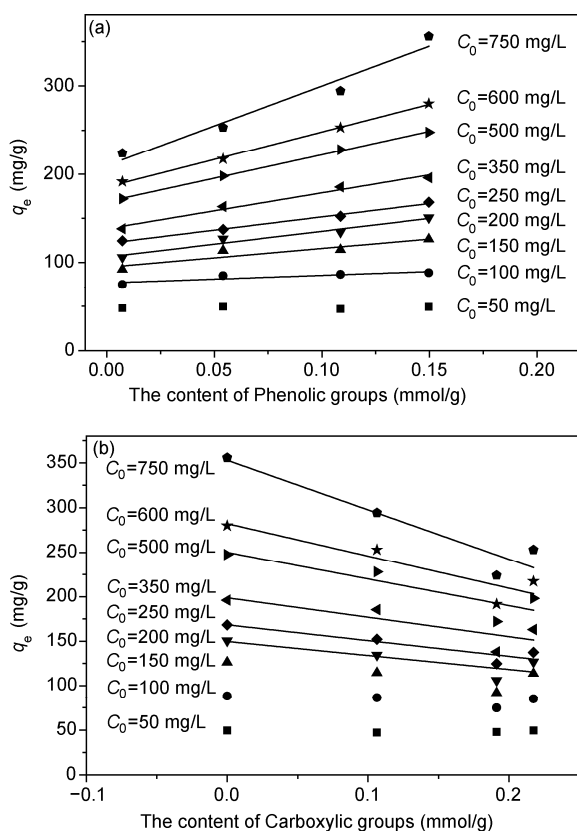 (a)
C0=750 mg/L
C0=600 mg/L
C0=500 mg/L
C0=350 mg/L
C0=250 mg/L
C0=200 mg/L
C0=150 mg/L
C0=100 mg/L
C0=50 mg/L
qe (mg/g)
300
200
100
0
0.00 0.05 0.10 0.15 0.20
The content of Phenolic groups (mmol/g)
(b)
C0=750 mg/L
C0=600 mg/L
C0=500 mg/L
C0=350 mg/L
C0=250 mg/L
C0=200 mg/L
C0=150 mg/L
C0=100 mg/L
C0=50 mg/L
qe (mg/g)
350
300
250
200
150
100
50
0
−0.1 0.0 0.1 0.2
The content of Carboxylic groups (mmol/g)